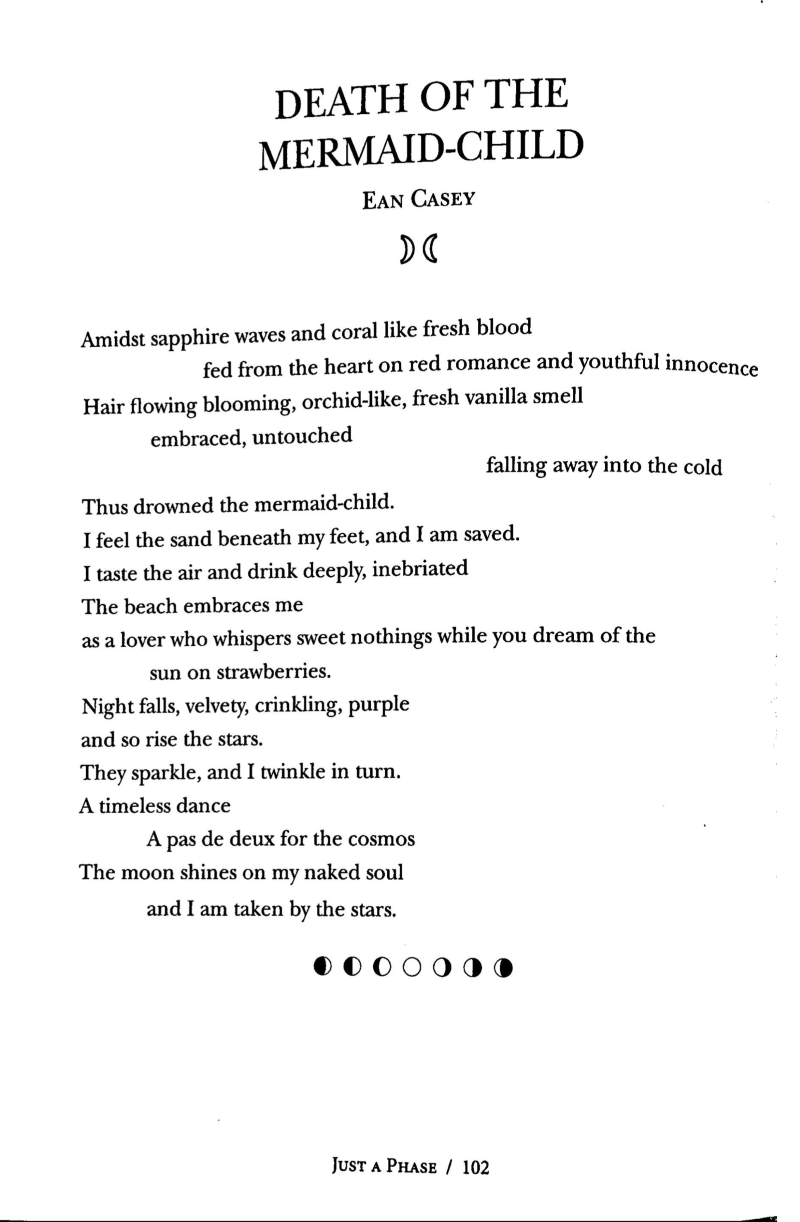 DEATH OF THE
MERMAID-CHILD
EAN CASEY
Amidst sapphire waves and coral like fresh blood
fed from the heart on red romance and youthful innocence
Hair flowing blooming, orchid-like, fresh vanilla smell
embraced, untouched
falling away into the cold
Thus drowned the mermaid-child.
I feel the sand beneath my feet, and I am saved.
I taste the air and drink deeply, inebriated
The beach embraces me
as a lover who whispers sweet nothings while you dream of the
sun on strawberries.
Night falls, velvety, crinkling, purple
and so rise the stars.
They sparkle, and I twinkle in turn.
A timeless dance
A pas de deux for the cosmos
The moon shines on my naked soul
and I am taken by the stars.
JUST A PHASE / 102